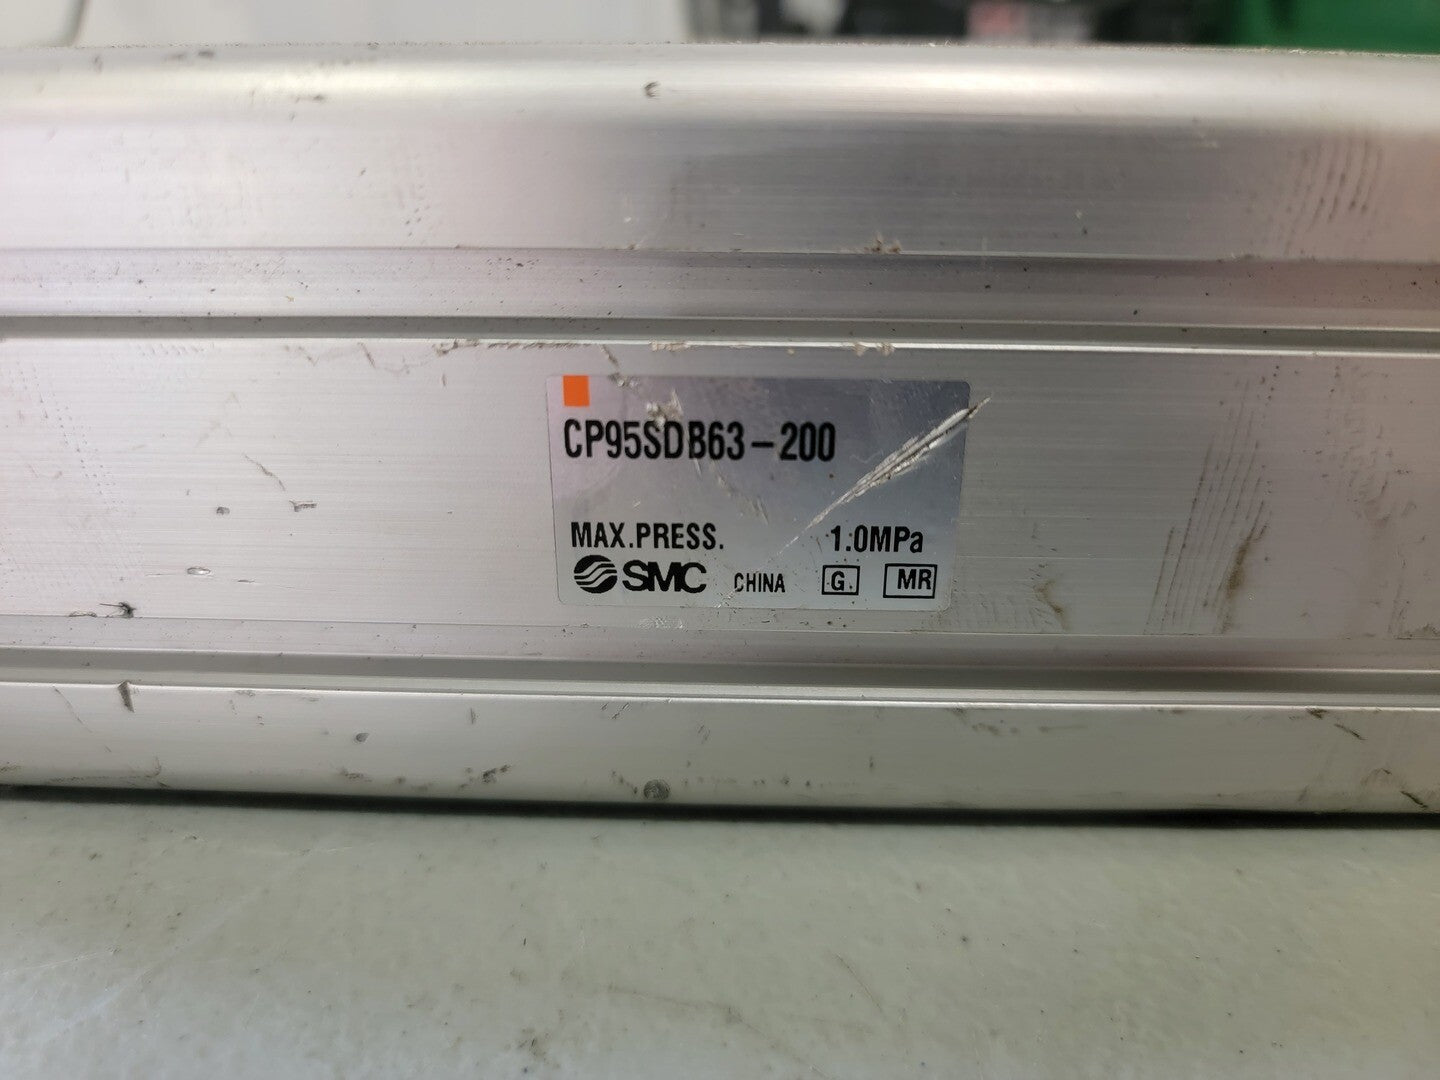 CP95SDB63-200
MAX.PRESS. 1.0MPa
SMC CHINA G. MR